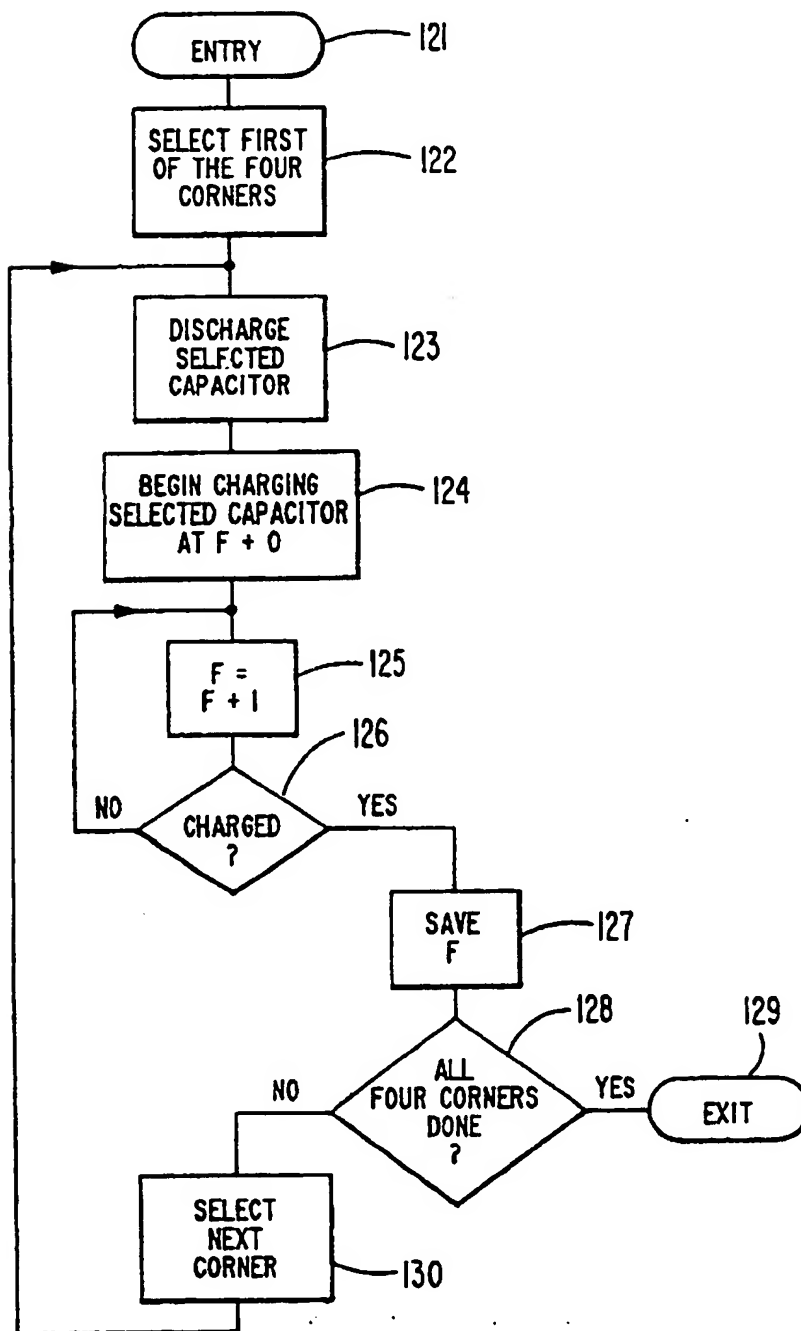 ENTRY
121
SELECT FIRST
OF THE FOUR
CORNERS
122
DISCHARGE
SELECTED
CAPACITOR
123
BEGIN CHARGING
SELECTED CAPACITOR
AT F + 0
124
F =
F + 1
125
126
NO
CHARGED
?
YES
SAVE
F
127
128
129
NO
ALL
FOUR CORNERS
DONE
?
YES
EXIT
SELECT
NEXT
CORNER
130